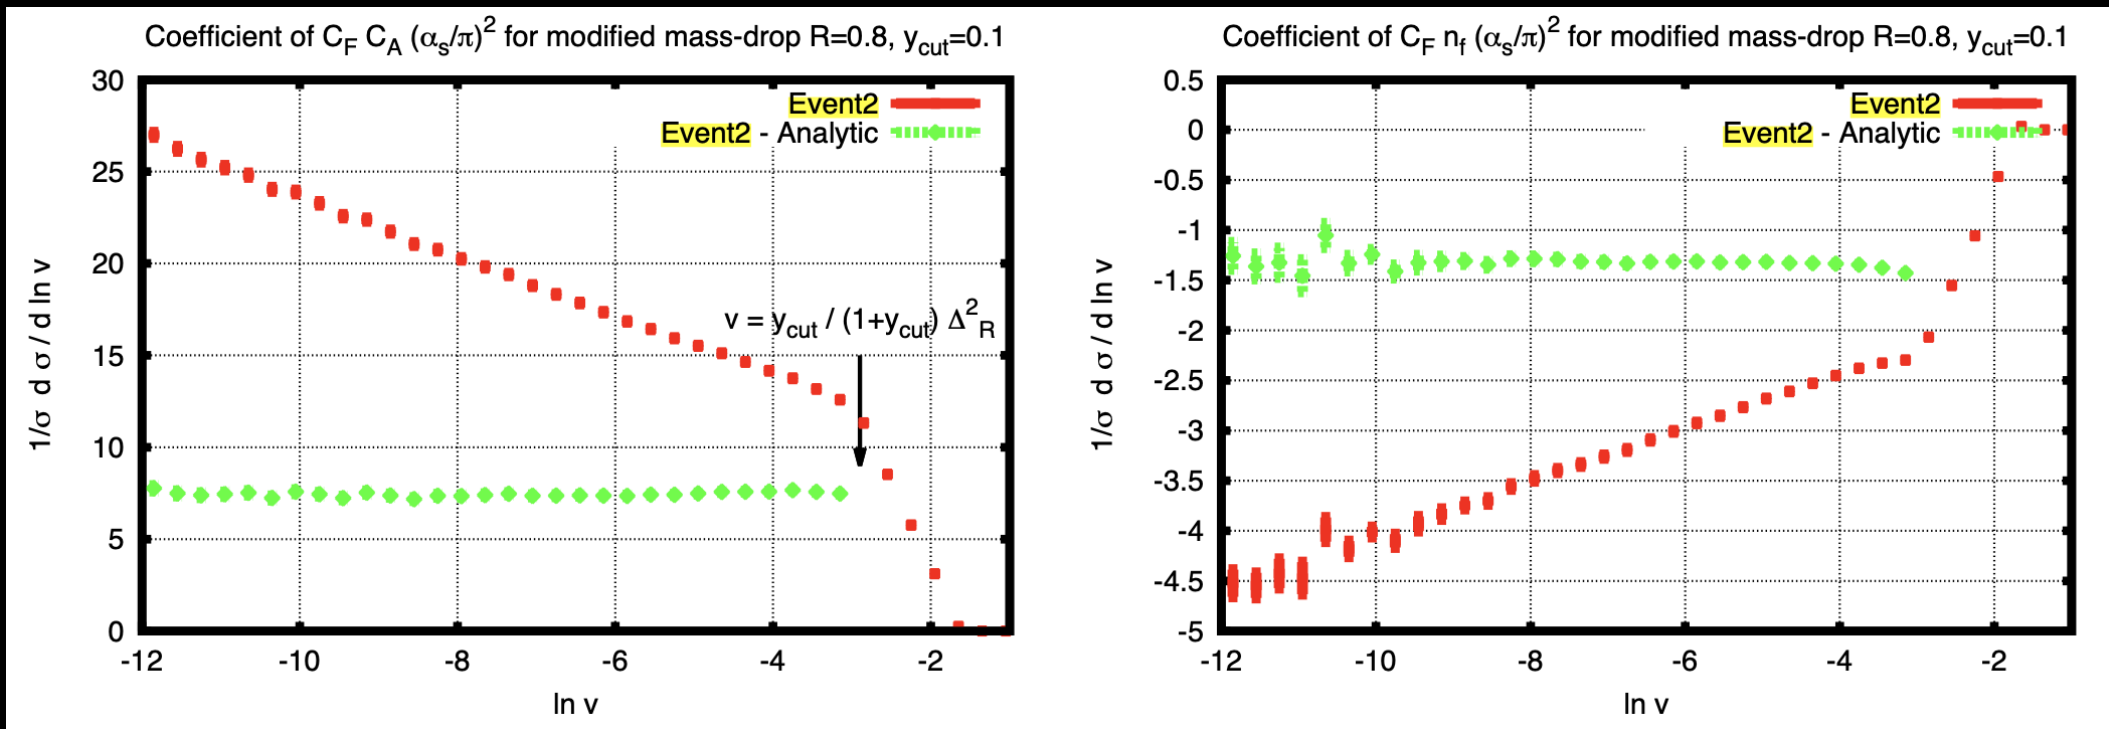 Coefficient of C_F C_A (α_s/π)^2 for modified mass-drop R=0.8, y_cut=0.1
30
25
20
15
10
5
0
-12
-10
-8
-6
-4
-2
1/σ d σ / d ln v
ln v
Event2
Event2 - Analytic
v = y_cut / (1+y_cut) Δ^2_R
Coefficient of C_F n_f (α_s/π)^2 for modified mass-drop R=0.8, y_cut=0.1
0.5
0
-0.5
-1
-1.5
-2
-2.5
-3
-3.5
-4
-4.5
-5
-12
-10
-8
-6
-4
-2
1/σ d σ / d ln v
ln v
Event2
Event2 - Analytic